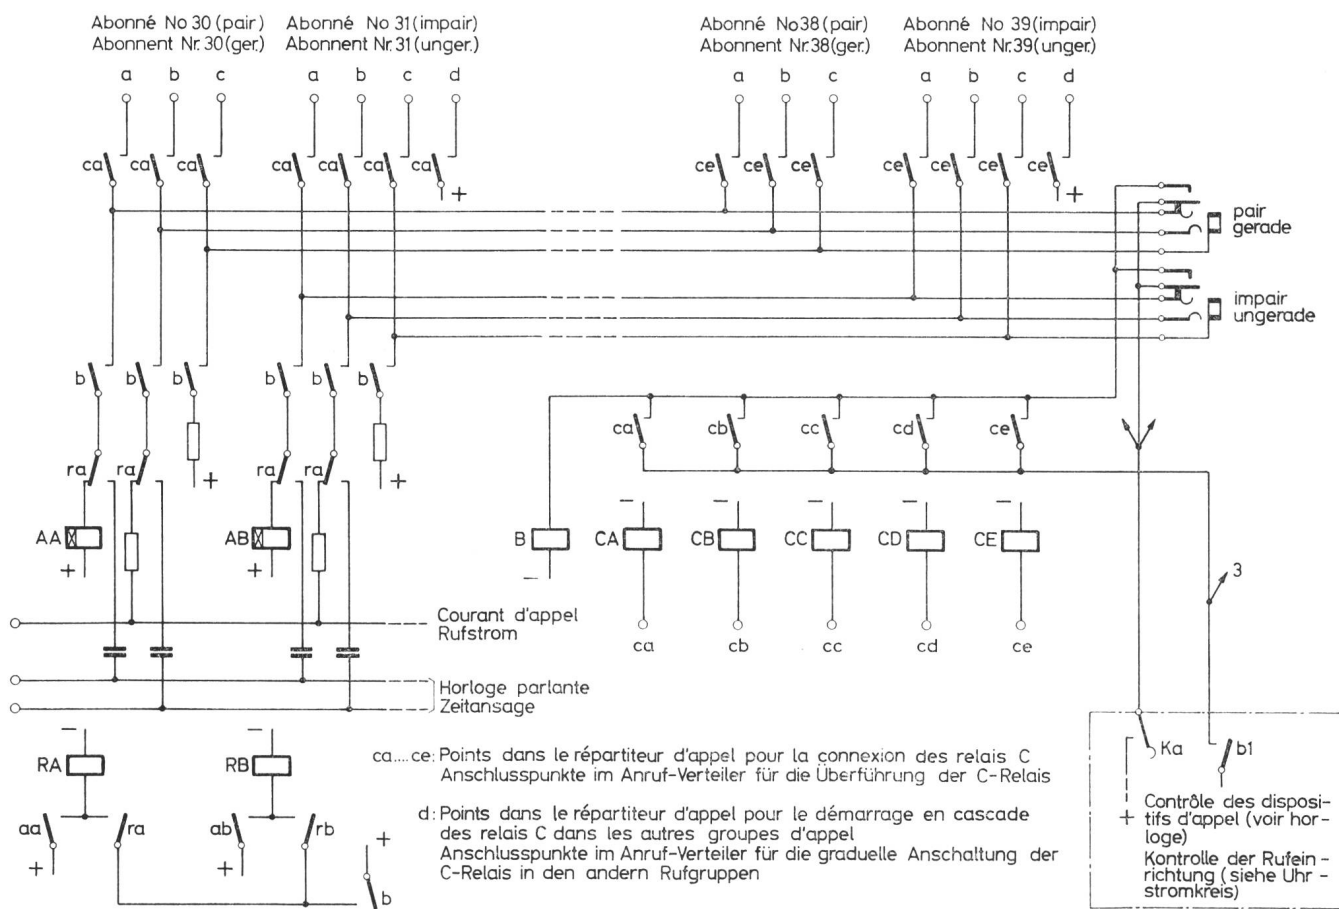 Abonné No 30 (pair)
Abonnent Nr. 30 (ger.)
Abonné No 31 (impair)
Abonnent Nr. 31 (unger.)
Abonné No 38 (pair)
Abonnent Nr. 38 (ger.)
Abonné No 39 (impair)
Abonnent Nr. 39 (unger.)
a b c a b c d a b c a b c d
ca ca ca ca ca ca ca ce ce ce ce ce ce ce
+ +
pair
gerade
impair
ungerade
b b b b b b
ca cb cc cd ce
ra ra ra ra
+ +
− − − − −
AA AB B CA CB CC CD CE
+ + −
3
Courant d'appel
Rufstrom
ca cb cc cd ce
Horloge parlante
Zeitansage
− −
RA RB
aa ra ab rb
+ + +
b
ca....ce: Points dans le répartiteur d'appel pour la connexion des relais C
Anschlusspunkte im Anruf-Verteiler für die Überführung der C-Relais
d: Points dans le répartiteur d'appel pour le démarrage en cascade
des relais C dans les autres groupes d'appel
Anschlusspunkte im Anruf-Verteiler für die graduelle Anschaltung der
C-Relais in den andern Rufgruppen
Ka b1
+
Contrôle des disposi-
tifs d'appel (voir hor-
loge)
Kontrolle der Rufein-
richtung (siehe Uhr-
stromkreis)